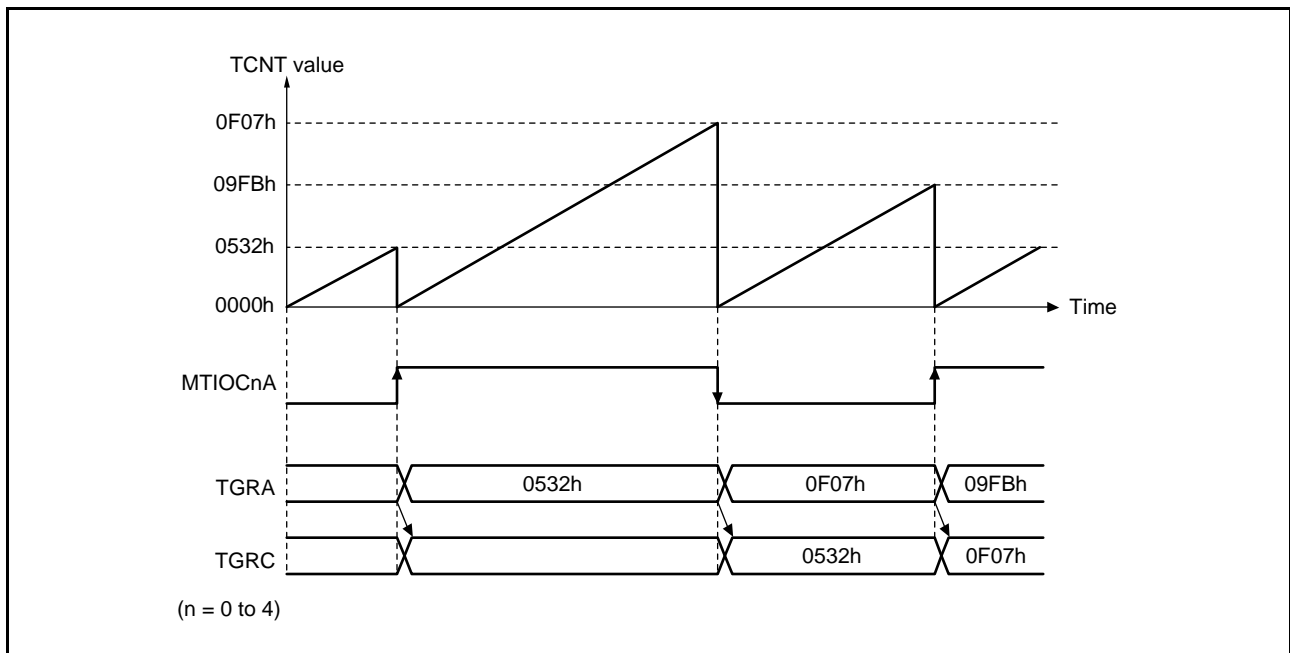 TCNT value
0F07h
09FBh
0532h
0000h
Time
MTIOCnA
TGRA 0532h 0F07h 09FBh
TGRC 0532h 0F07h
(n = 0 to 4)